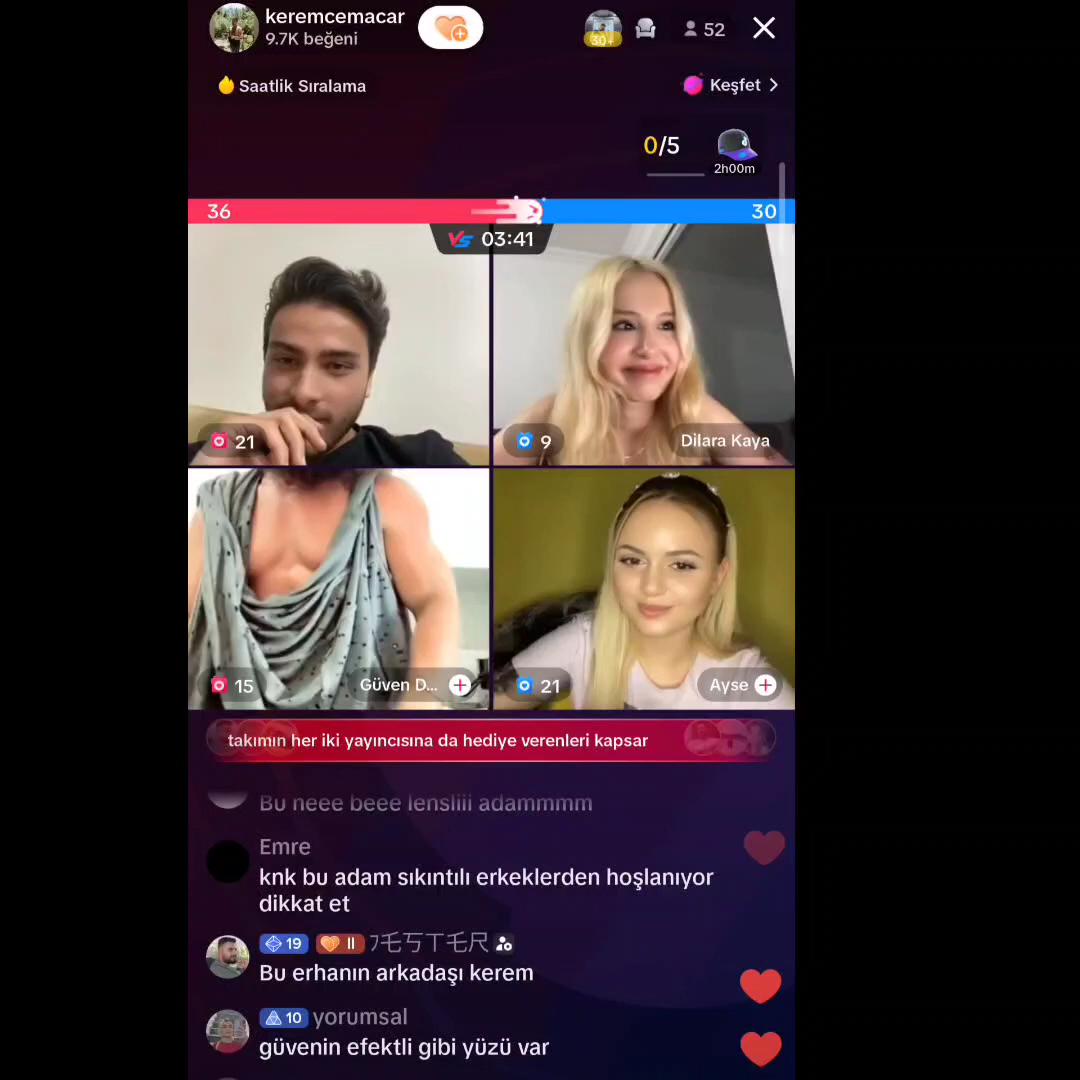 keremcemacar
9.7K beğeni
30+
52
Saatlik Sıralama
Keşfet
0/5
2h00m
36
30
VS 03:41
21
9
Dilara Kaya
15
Güven D...
21
Ayse
takımın her iki yayıncısına da hediye verenleri kapsar
Bu neee beee lensliii adammmm
Emre
knk bu adam sıkıntılı erkeklerden hoşlanıyor
dikkat et
19 II
Bu erhanın arkadaşı kerem
10 yorumsal
güvenin efektli gibi yüzü var